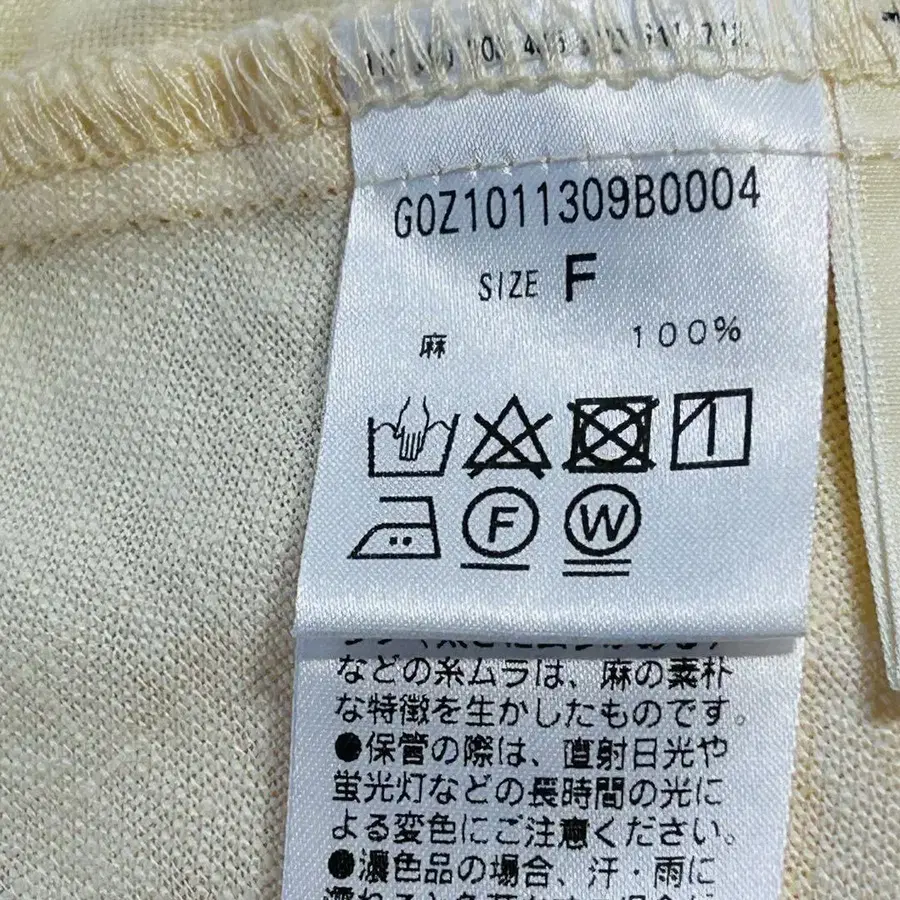 G0Z1011309B0004
SIZE F
麻 100%
F W
などの糸ムラは、麻の素朴
な特徴を生かしたものです。
●保管の際は、直射日光や
蛍光灯などの長時間の光に
よる変色にご注意ください。
●濃色品の場合、汗・雨に